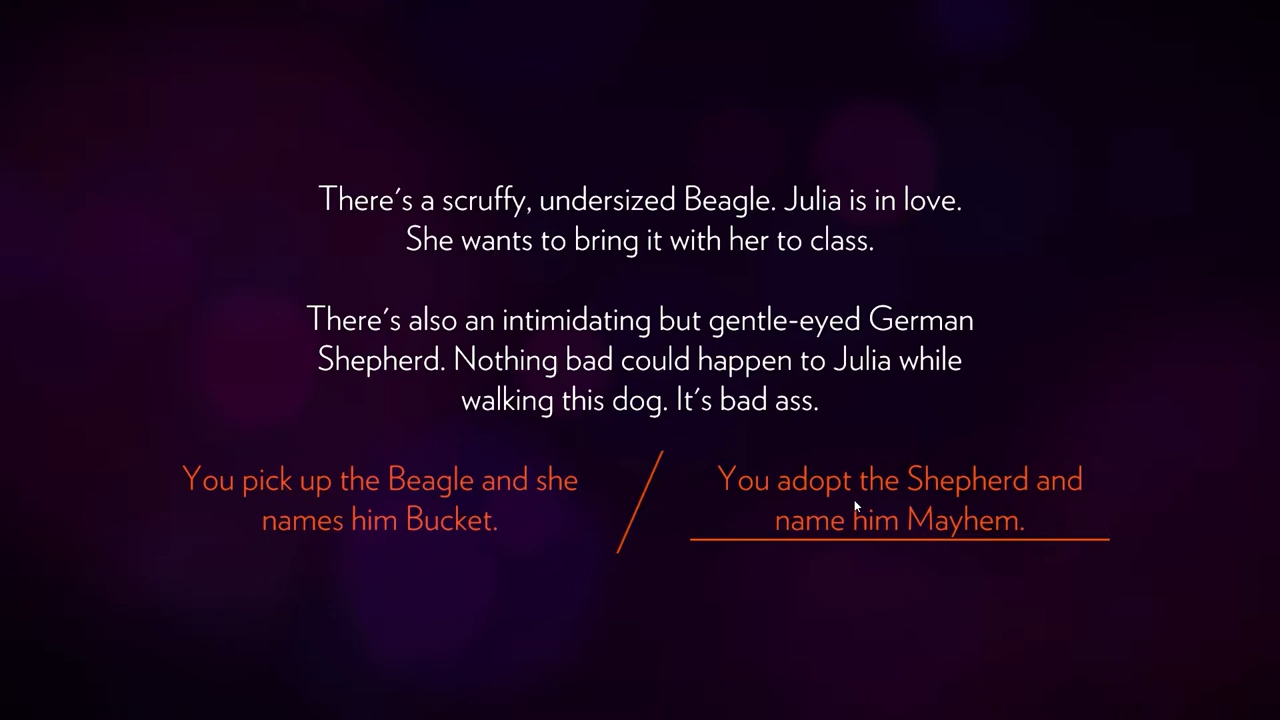 There's a scruffy, undersized Beagle. Julia is in love.
She wants to bring it with her to class.
There's also an intimidating but gentle-eyed German
Shepherd. Nothing bad could happen to Julia while
walking this dog. It's bad ass.
You pick up the Beagle and she
names him Bucket.
You adopt the Shepherd and
name him Mayhem.